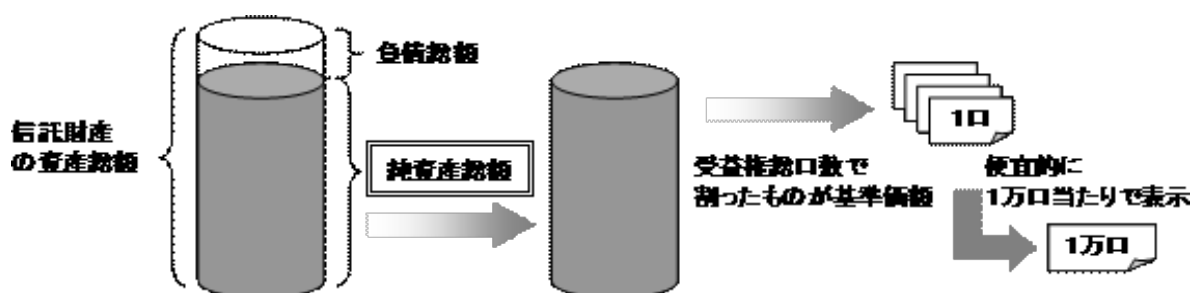 負債総額
信託財産
の資産総額
純資産総額
受益権総口数で
割ったものが基準価額
1口
便宜的に
1万口当たりで表示
1万口